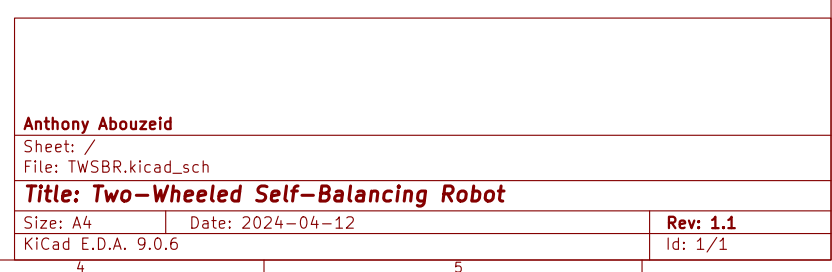 Anthony Abouzeid
Sheet: /
File: TWSBR.kicad_sch
Title: Two-Wheeled Self-Balancing Robot
Size: A4 Date: 2024-04-12 Rev: 1.1
KiCad E.D.A. 9.0.6 Id: 1/1
4 5